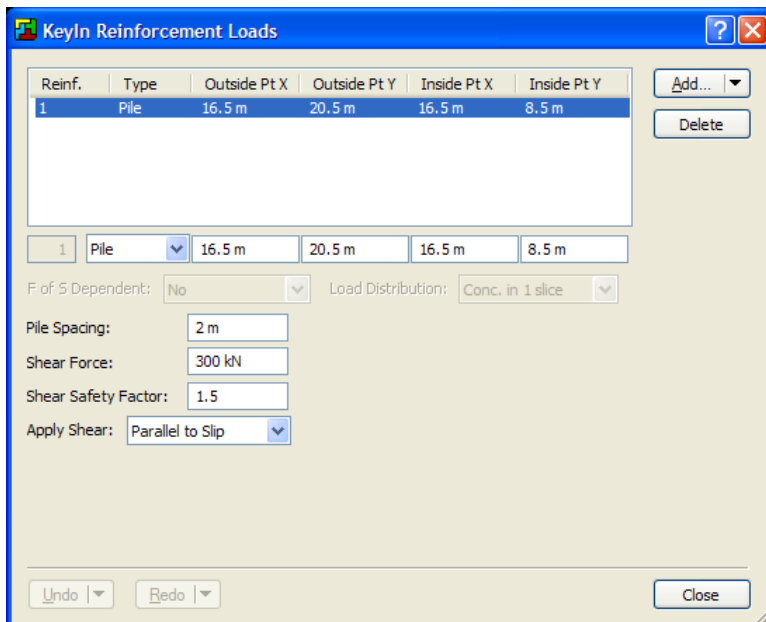 KeyIn Reinforcement Loads
Reinf. Type Outside Pt X Outside Pt Y Inside Pt X Inside Pt Y
1 Pile 16.5 m 20.5 m 16.5 m 8.5 m
Add...
Delete
1 Pile 16.5 m 20.5 m 16.5 m 8.5 m
F of S Dependent: No Load Distribution: Conc. in 1 slice
Pile Spacing: 2 m
Shear Force: 300 kN
Shear Safety Factor: 1.5
Apply Shear: Parallel to Slip
Undo Redo Close